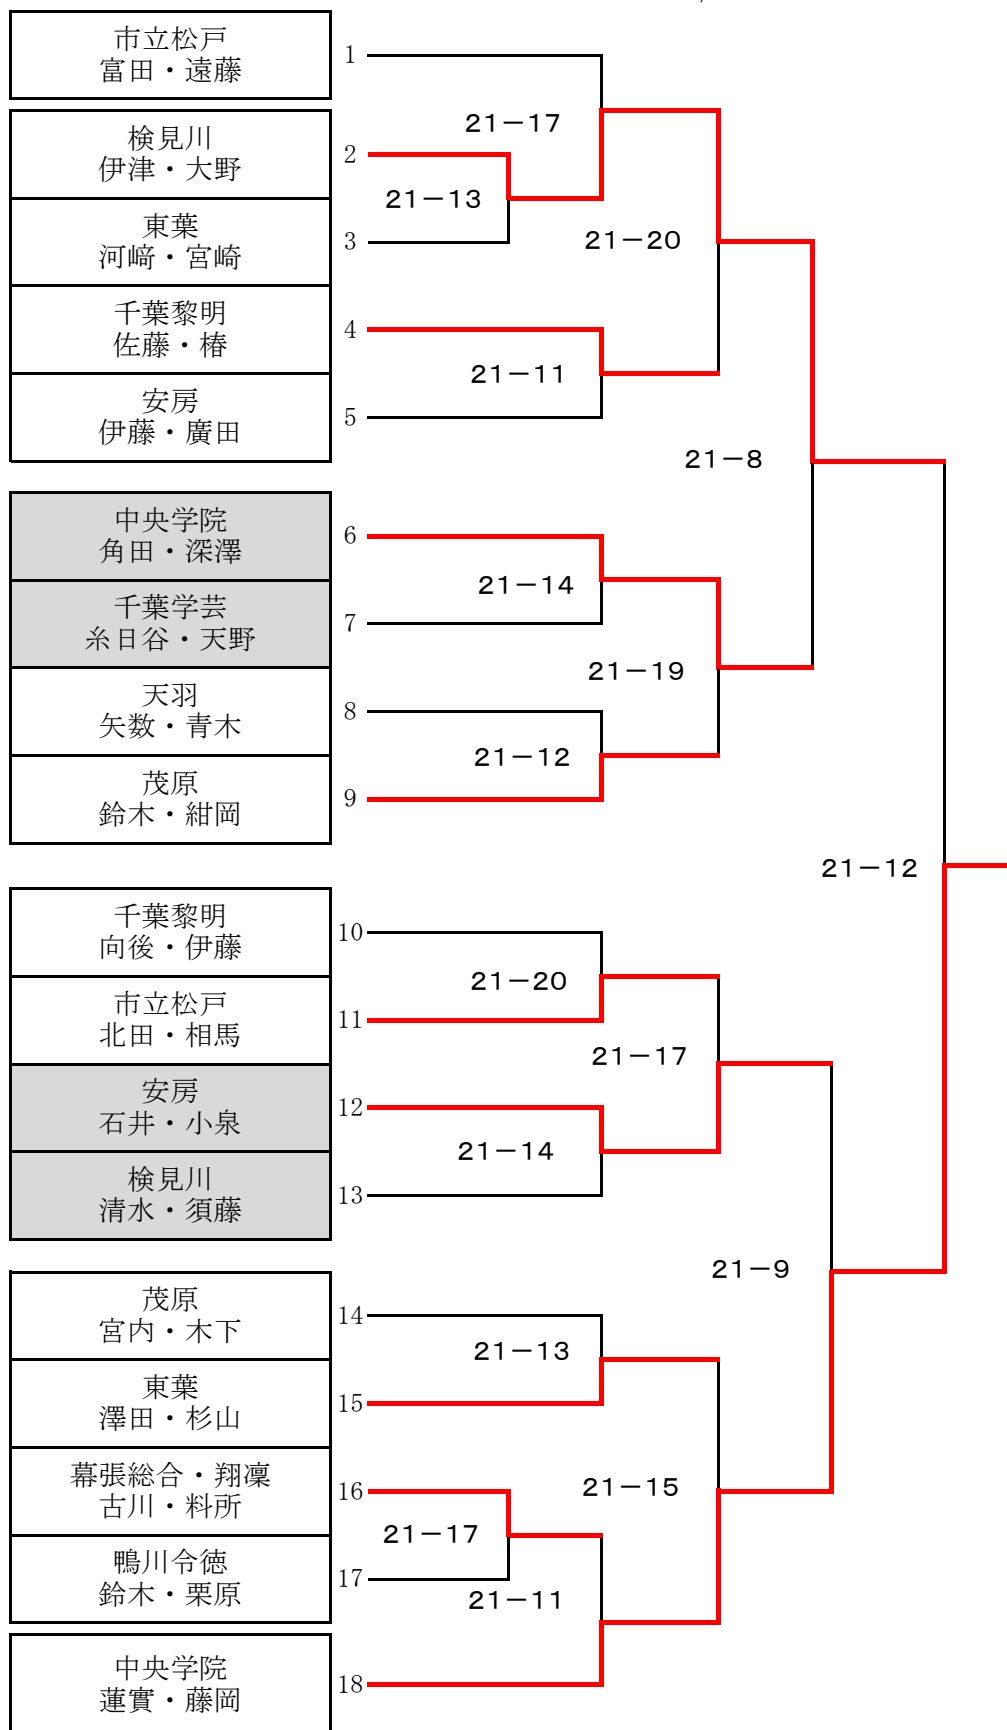 市立松戸
富田・遠藤
1
21－17
検見川
伊津・大野
2
21－13
東葉
河﨑・宮崎
3
21－20
千葉黎明
佐藤・椿
4
21－11
安房
伊藤・廣田
5
21－8
中央学院
角田・深澤
6
21－14
千葉学芸
糸日谷・天野
7
21－19
天羽
矢数・青木
8
21－12
茂原
鈴木・紺岡
9
21－12
千葉黎明
向後・伊藤
10
21－20
市立松戸
北田・相馬
11
21－17
安房
石井・小泉
12
21－14
検見川
清水・須藤
13
21－9
茂原
宮内・木下
14
21－13
東葉
澤田・杉山
15
21－15
幕張総合・翔凜
古川・料所
16
21－17
鴨川令徳
鈴木・栗原
17
21－11
中央学院
蓮實・藤岡
18